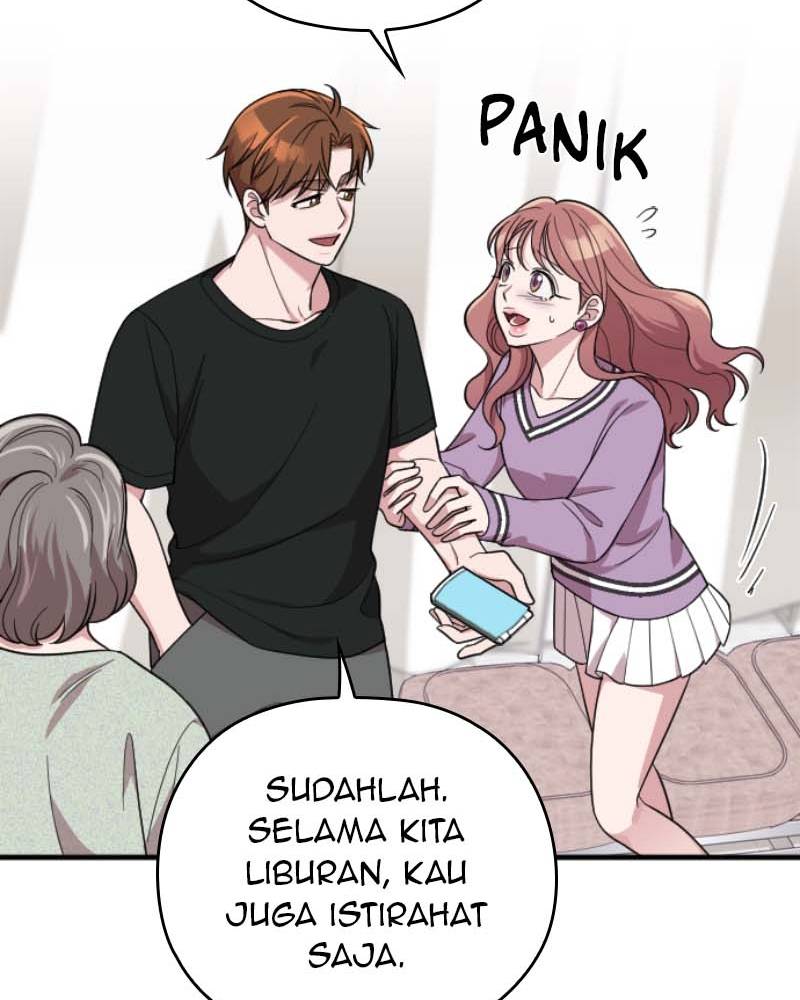 PANIK
SUDAHLAH.
SELAMA KITA
LIBURAN, KAU
JUGA ISTIRAHAT
SAJA.